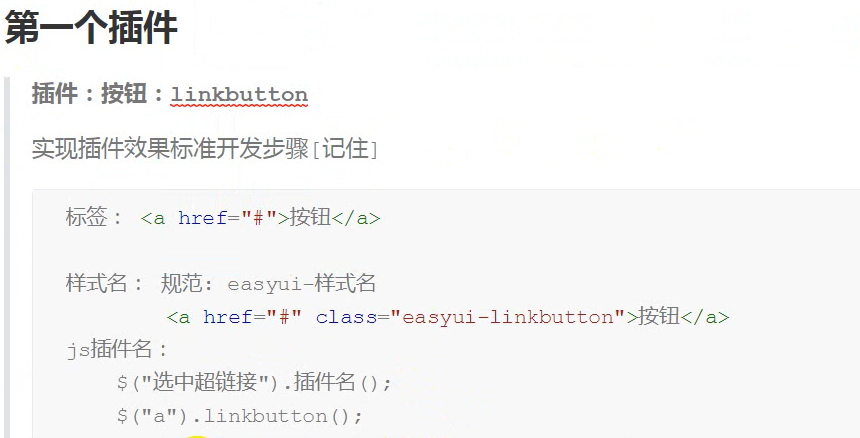 第一个插件
插件：按钮：linkbutton
实现插件效果标准开发步骤[记住]
标签： <a href="#">按钮</a>
样式名： 规范: easyui-样式名
<a href="#" class="easyui-linkbutton">按钮</a>
js插件名：
$("选中超链接").插件名();
$("a").linkbutton();